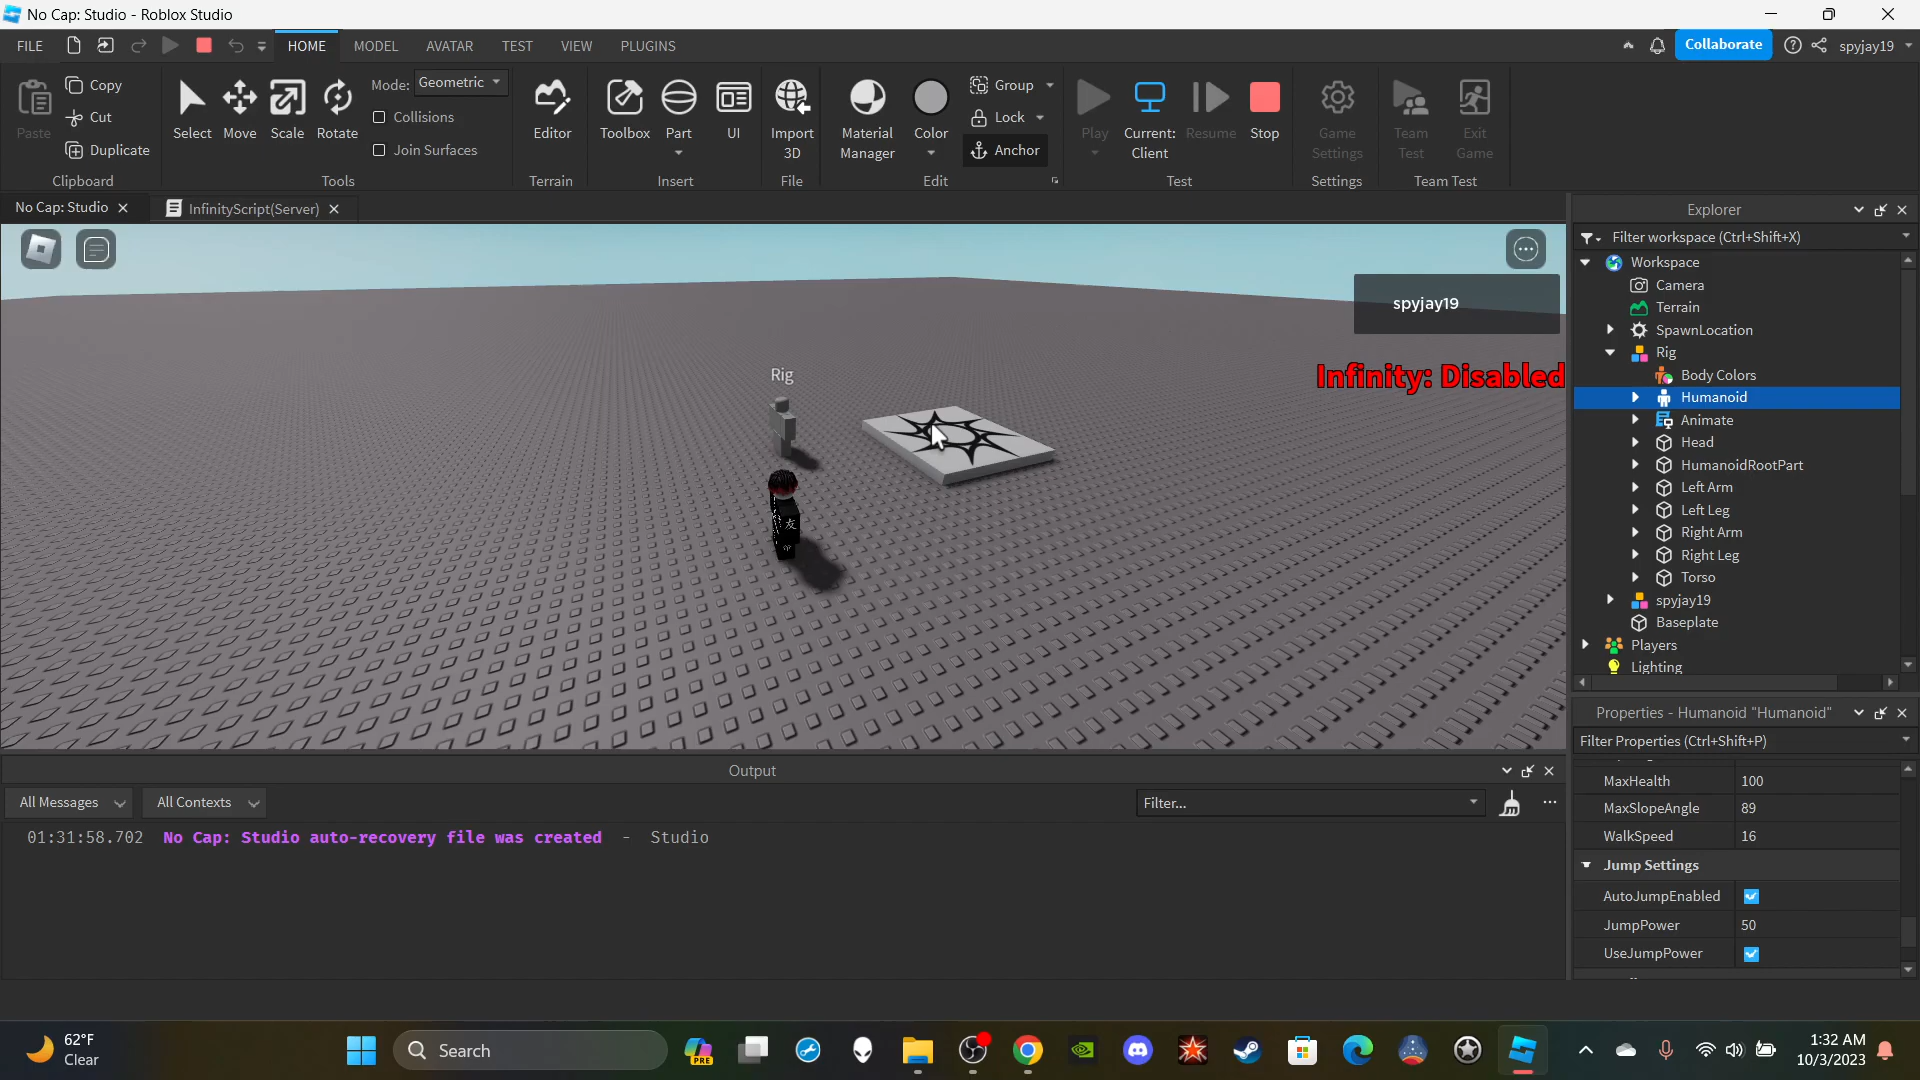 No Cap: Studio - Roblox Studio
FILE HOME MODEL AVATAR TEST VIEW PLUGINS Collaborate spyjay19
Paste Copy Cut Duplicate
Clipboard
Select Move Scale Rotate
Mode: Geometric
Collisions
Join Surfaces
Tools
Editor
Terrain
Toolbox Part UI
Insert
Import 3D
File
Material Manager Color
Group
Lock
Anchor
Edit
Play Current: Client Resume Stop
Test
Game Settings
Settings
Team Test Exit Game
Team Test
No Cap: Studio InfinityScript(Server)
spyjay19
Infinity: Disabled
Rig
友
Explorer
Filter workspace (Ctrl+Shift+X)
Workspace
Camera
Terrain
SpawnLocation
Rig
Body Colors
Humanoid
Animate
Head
HumanoidRootPart
Left Arm
Left Leg
Right Arm
Right Leg
Torso
spyjay19
Baseplate
Players
Lighting
Properties - Humanoid "Humanoid"
Filter Properties (Ctrl+Shift+P)
MaxHealth 100
MaxSlopeAngle 89
WalkSpeed 16
Jump Settings
AutoJumpEnabled
JumpPower 50
UseJumpPower
Output
All Messages All Contexts Filter...
01:31:58.702 No Cap: Studio auto-recovery file was created - Studio
62°F
Clear
Search
PRE
1:32 AM
10/3/2023